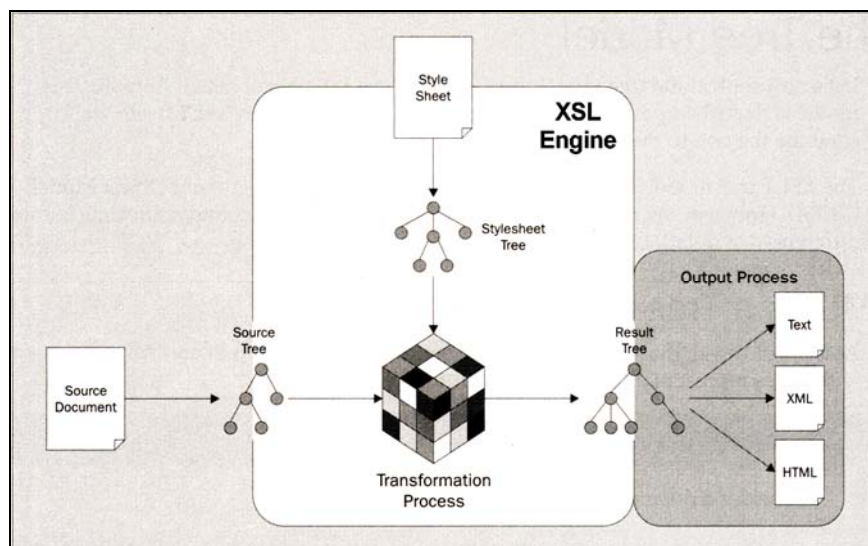 Style
Sheet
XSL
Engine
Stylesheet
Tree
Output Process
Source
Tree
Result
Tree
Text
Source
Document
XML
Transformation
Process
HTML